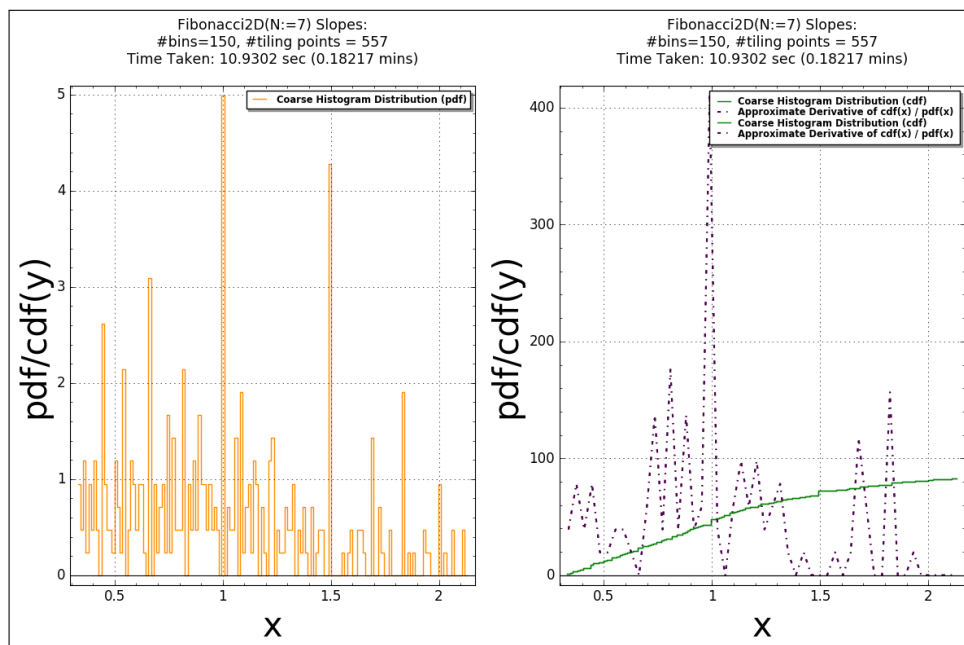 Fibonacci2D(N:=7) Slopes:
#bins=150, #tiling points = 557
Time Taken: 10.9302 sec (0.18217 mins)
Coarse Histogram Distribution (pdf)
5
4
3
2
1
0
pdf/cdf(y)
0.5
1
1.5
2
x
Fibonacci2D(N:=7) Slopes:
#bins=150, #tiling points = 557
Time Taken: 10.9302 sec (0.18217 mins)
Coarse Histogram Distribution (cdf)
Approximate Derivative of cdf(x) / pdf(x)
Coarse Histogram Distribution (cdf)
Approximate Derivative of cdf(x) / pdf(x)
400
300
200
100
0
pdf/cdf(y)
0.5
1
1.5
2
x